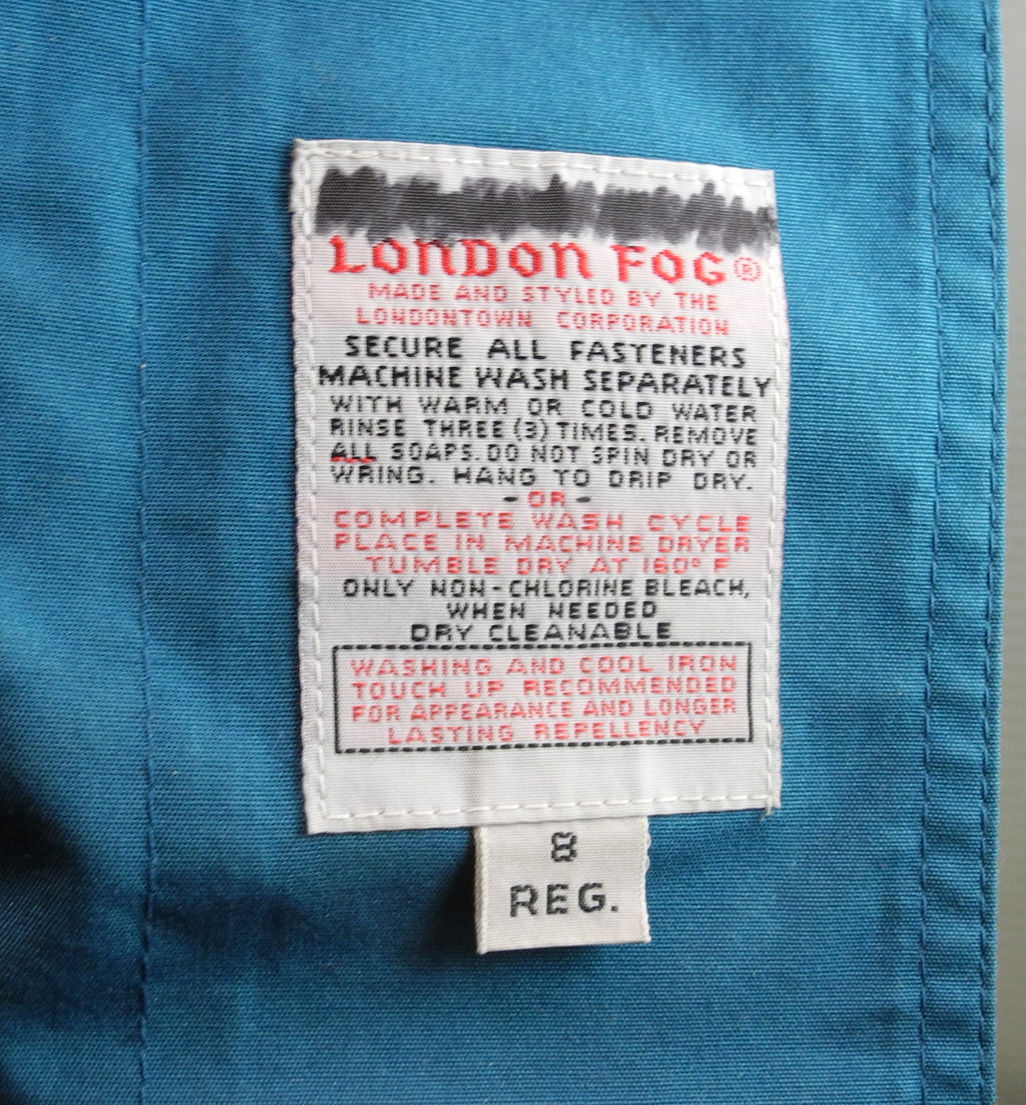 LONDON FOG®
MADE AND STYLED BY THE
LONDONTOWN CORPORATION
SECURE ALL FASTENERS
MACHINE WASH SEPARATELY
WITH WARM OR COLD WATER
RINSE THREE (3) TIMES. REMOVE
ALL SOAPS. DO NOT SPIN DRY OR
WRING. HANG TO DRIP DRY.
-OR-
COMPLETE WASH CYCLE
PLACE IN MACHINE DRYER
TUMBLE DRY AT 160° F
ONLY NON-CHLORINE BLEACH,
WHEN NEEDED
DRY CLEANABLE
WASHING AND COOL IRON
TOUCH UP RECOMMENDED
FOR APPEARANCE AND LONGER
LASTING REPELLENCY
8
REG.